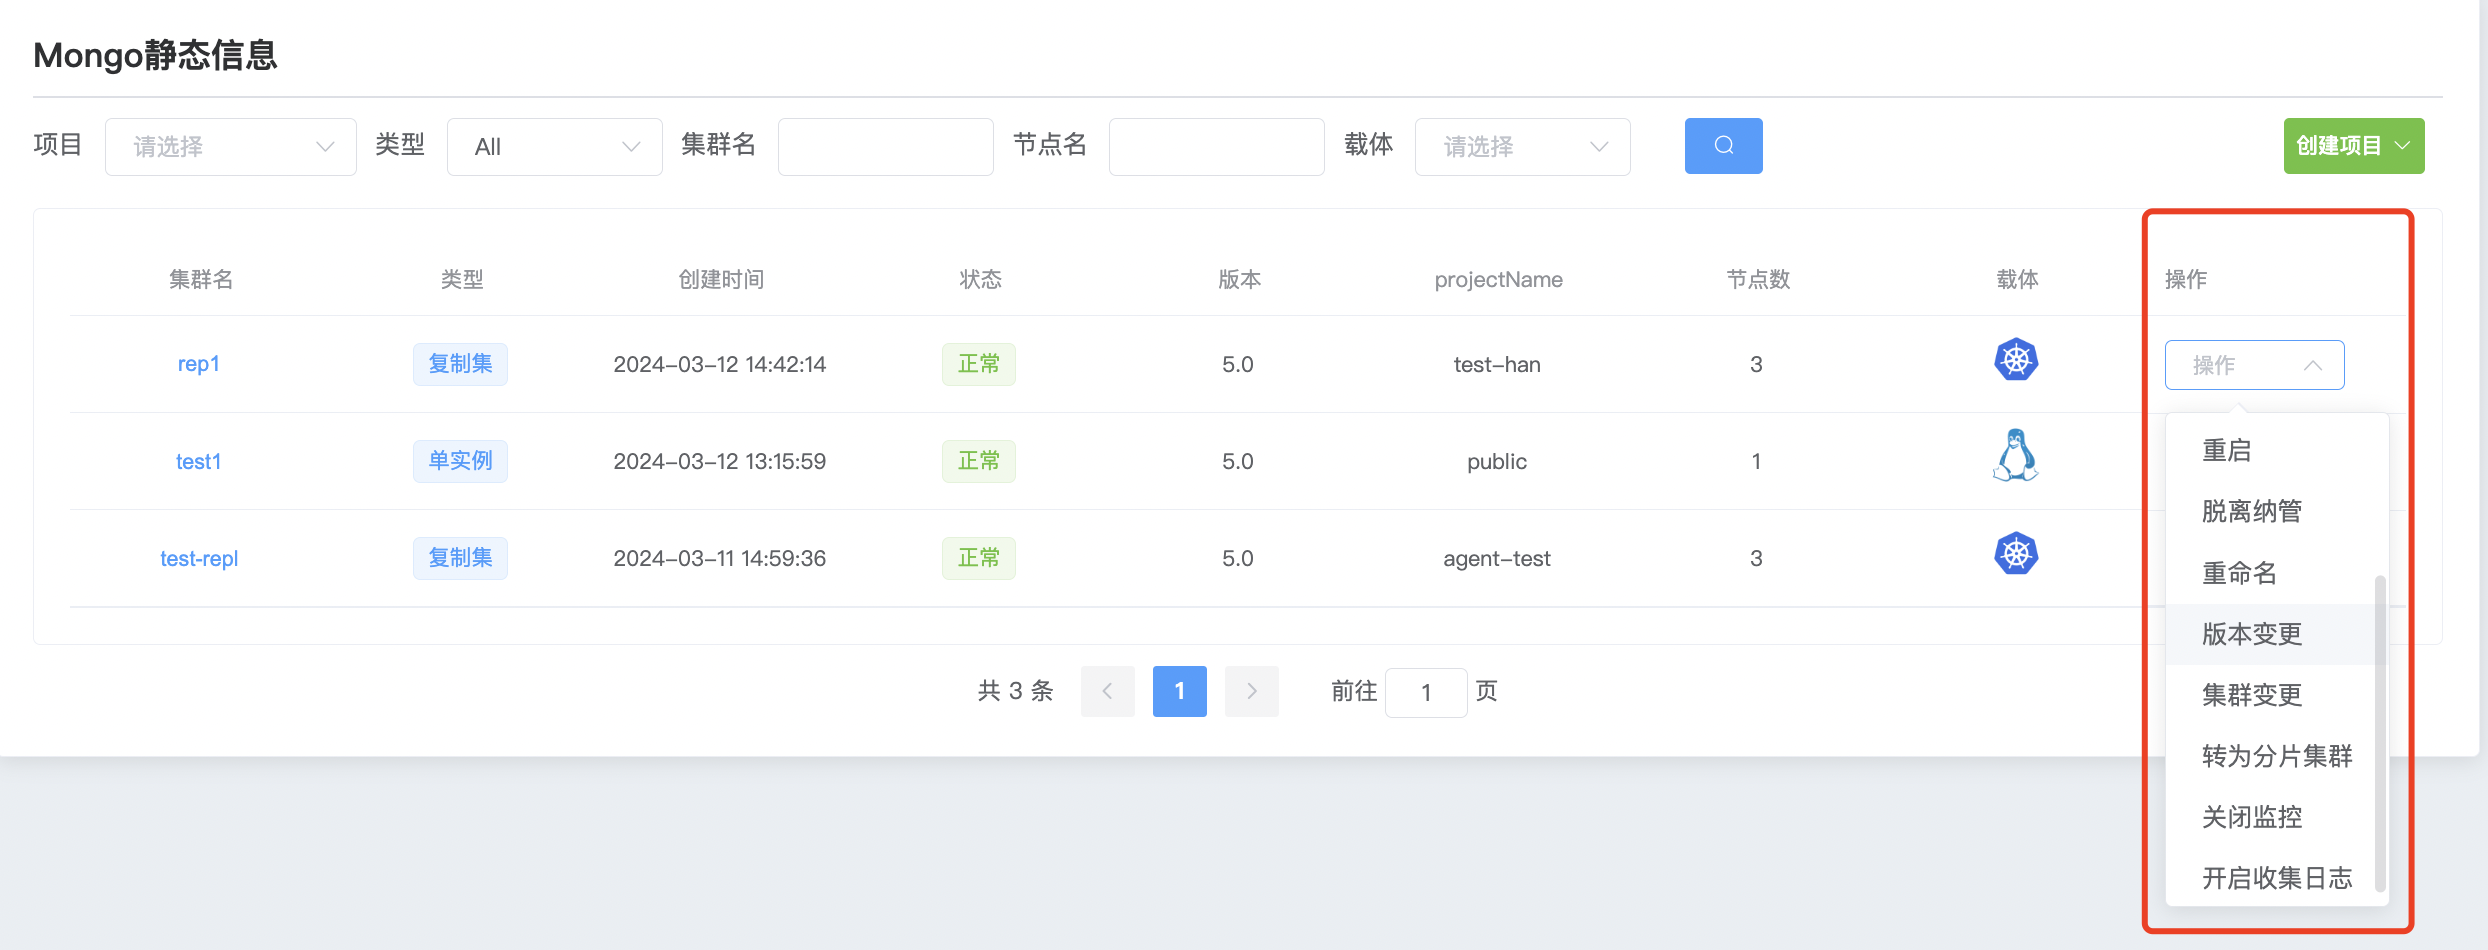 Mongo静态信息
项目 请选择 类型 All 集群名 节点名 载体 请选择 创建项目
集群名 类型 创建时间 状态 版本 projectName 节点数 载体 操作
rep1 复制集 2024-03-12 14:42:14 正常 5.0 test-han 3 操作
test1 单实例 2024-03-12 13:15:59 正常 5.0 public 1
test-repl 复制集 2024-03-11 14:59:36 正常 5.0 agent-test 3
重启
脱离纳管
重命名
版本变更
集群变更
转为分片集群
关闭监控
开启收集日志
共 3 条 1 前往 1 页